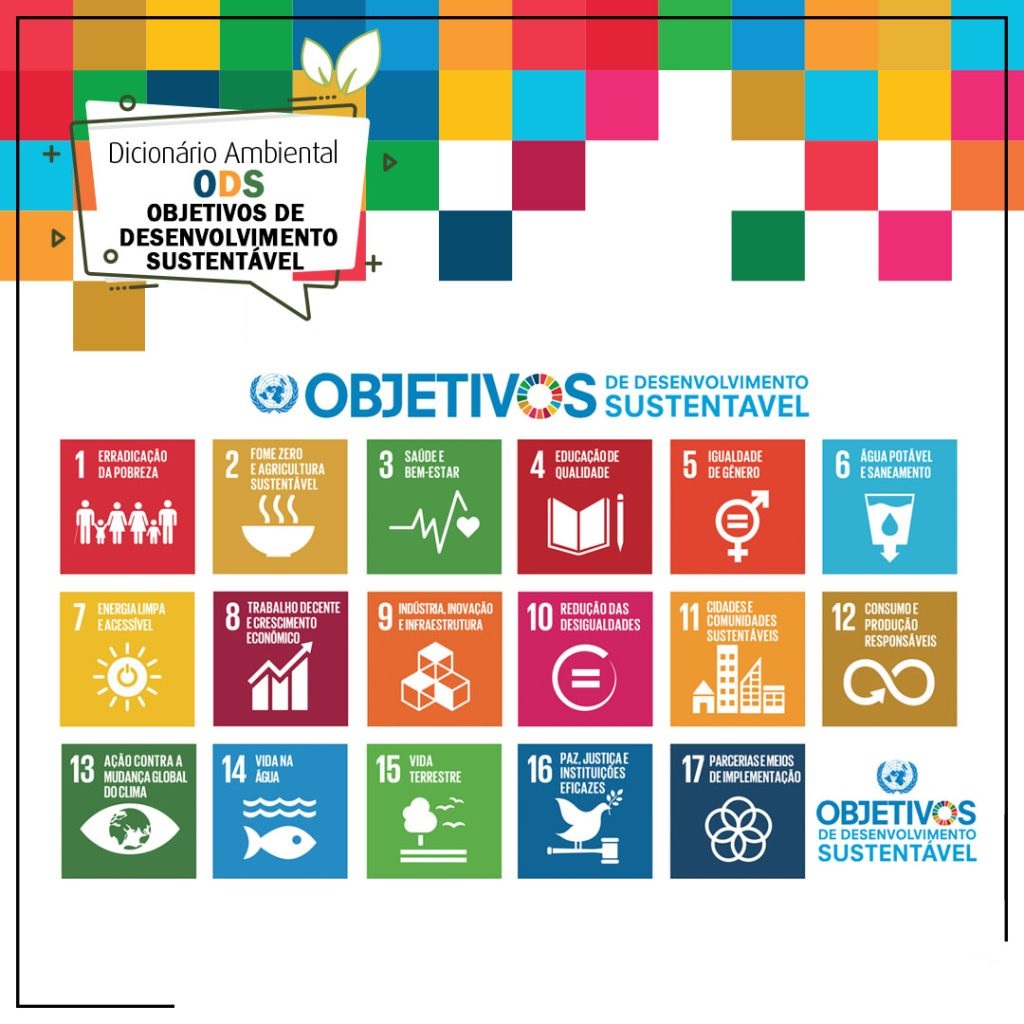 Dicionário Ambiental
ODS
OBJETIVOS DE
DESENVOLVIMENTO
SUSTENTÁVEL
OBJETIVOS
DE DESENVOLVIMENTO
SUSTENTAVEL
1 ERRADICAÇÃO
DA POBREZA
2 FOME ZERO
E AGRICULTURA
SUSTENTÁVEL
3 SAÚDE E
BEM-ESTAR
4 EDUCAÇÃO DE
QUALIDADE
5 IGUALDADE
DE GÊNERO
6 ÁGUA POTÁVEL
E SANEAMENTO
7 ENERGIA LIMPA
E ACESSÍVEL
8 TRABALHO DECENTE
E CRESCIMENTO
ECONÔMICO
9 INDÚSTRIA, INOVAÇÃO
E INFRAESTRUTURA
10 REDUÇÃO DAS
DESIGUALDADES
11 CIDADES E
COMUNIDADES
SUSTENTÁVEIS
12 CONSUMO E
PRODUÇÃO
RESPONSÁVEIS
13 AÇÃO CONTRA A
MUDANÇA GLOBAL
DO CLIMA
14 VIDA NA
ÁGUA
15 VIDA
TERRESTRE
16 PAZ, JUSTIÇA E
INSTITUIÇÕES
EFICAZES
17 PARCERIAS E MEIOS
DE IMPLEMENTAÇÃO
OBJETIVOS
DE DESENVOLVIMENTO
SUSTENTÁVEL